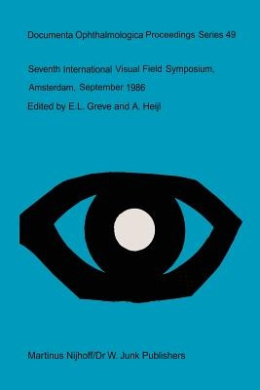 Documenta Ophthalmologica Proceedings Series 49
Seventh International Visual Field Symposium,
Amsterdam, September 1986
Edited by E.L. Greve and A. Heijl
Martinus Nijhoff/Dr W. Junk Publishers